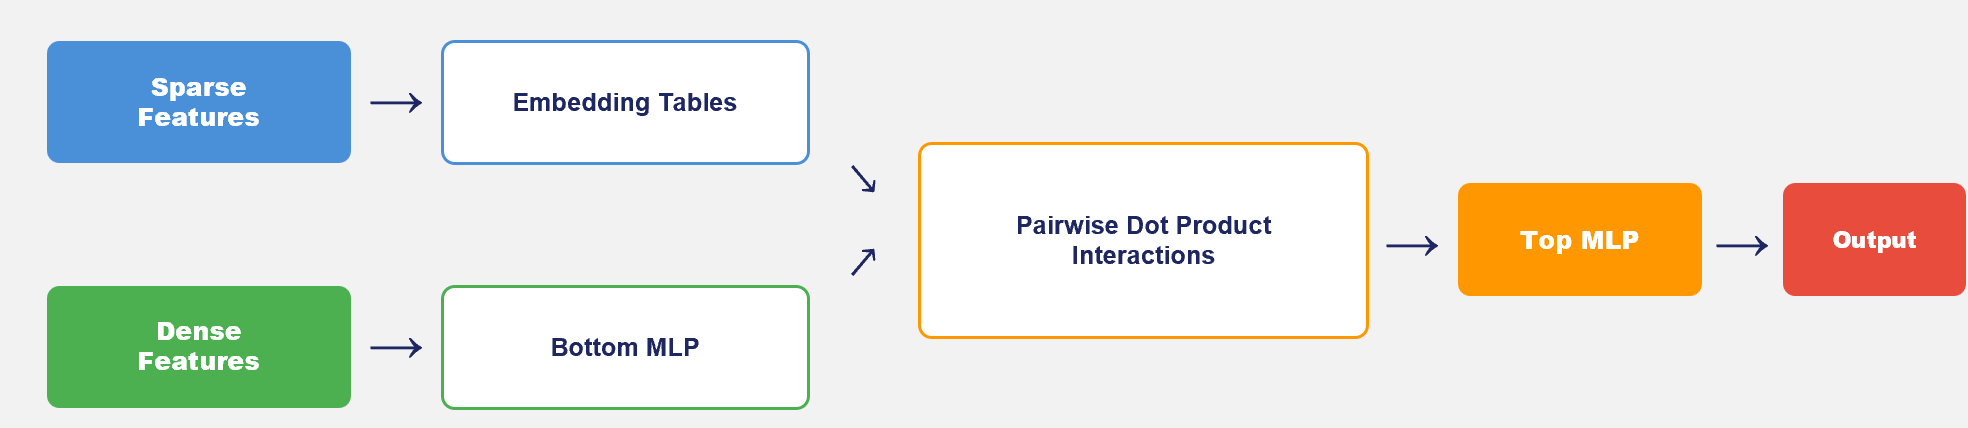 Sparse
Features
Embedding Tables
Dense
Features
Bottom MLP
Pairwise Dot Product
Interactions
Top MLP
Output